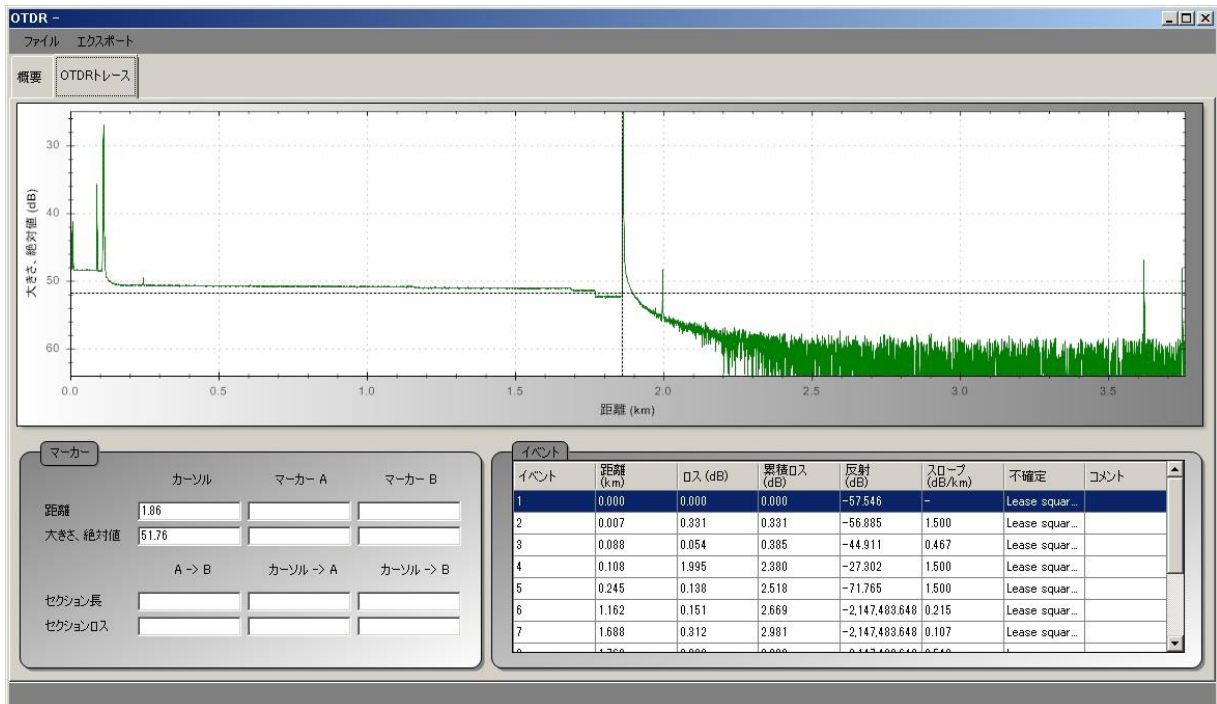 OTDR -
ファイル エクスポート
概要 OTDRトレース
大きさ、絶対値 (dB)
30
40
50
60
0.0 0.5 1.0 1.5 2.0 2.5 3.0 3.5
距離 (km)
マーカー
カーソル マーカー A マーカー B
距離 1.86
大きさ、絶対値 51.76
A -> B カーソル -> A カーソル -> B
セクション長
セクションロス
イベント
イベント 距離 (km) ロス (dB) 累積ロス (dB) 反射 (dB) スロープ (dB/km) 不確定 コメント
1 0.000 0.000 0.000 -57.546 - Lease squar...
2 0.007 0.331 0.331 -56.885 1.500 Lease squar...
3 0.088 0.054 0.385 -44.911 0.467 Lease squar...
4 0.108 1.995 2.380 -27.302 1.500 Lease squar...
5 0.245 0.138 2.518 -71.765 1.500 Lease squar...
6 1.162 0.151 2.669 -2,147,483.648 0.215 Lease squar...
7 1.688 0.312 2.981 -2,147,483.648 0.107 Lease squar...